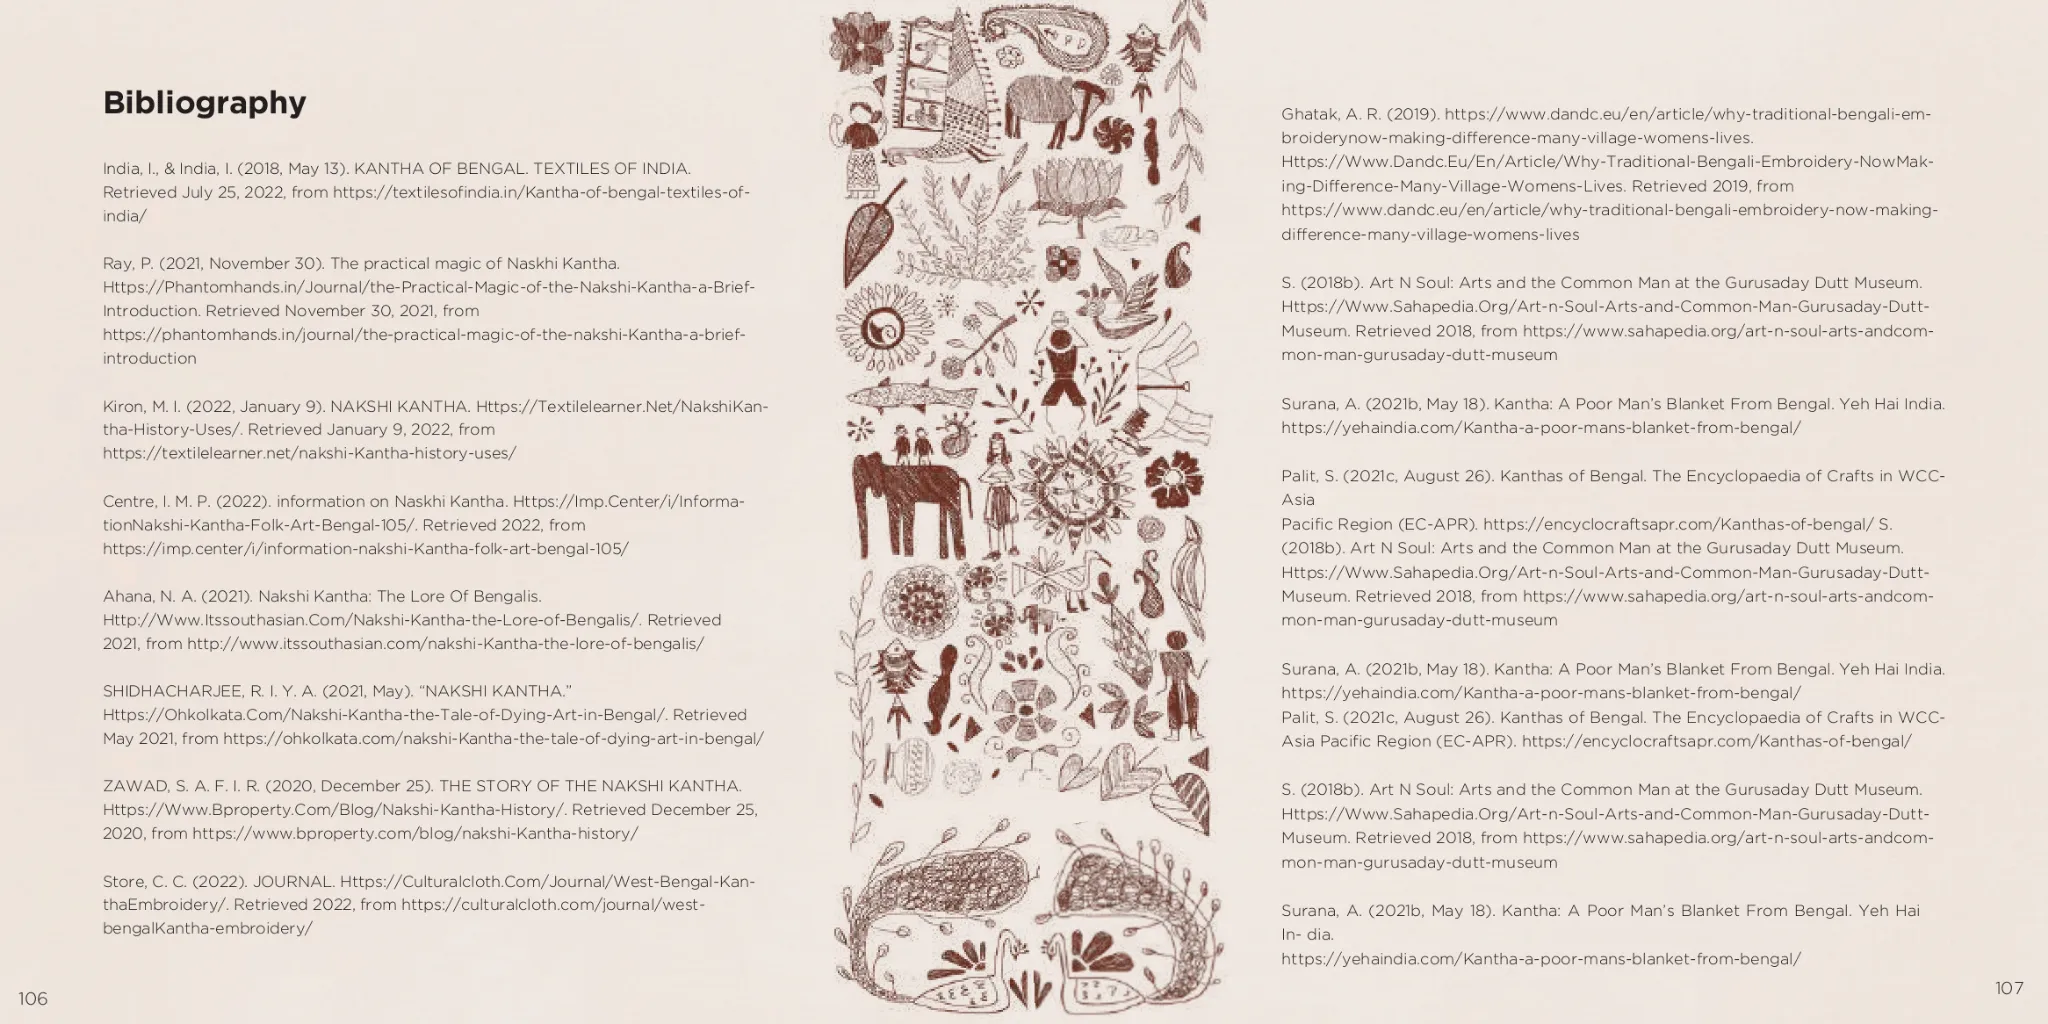 Bibliography
India, I., & India, I. (2018, May 13). KANTHA OF BENGAL. TEXTILES OF INDIA.
Retrieved July 25, 2022, from https://textilesofindia.in/Kantha-of-bengal-textiles-of-
india/
Ray, P. (2021, November 30). The practical magic of Naskhi Kantha.
Https://Phantomhands.in/Journal/the-Practical-Magic-of-the-Nakshi-Kantha-a-Brief-
Introduction. Retrieved November 30, 2021, from
https://phantomhands.in/journal/the-practical-magic-of-the-nakshi-Kantha-a-brief-
introduction
Kiron, M. I. (2022, January 9). NAKSHI KANTHA. Https://Textilelearner.Net/NakshiKan-
tha-History-Uses/. Retrieved January 9, 2022, from
https://textilelearner.net/nakshi-Kantha-history-uses/
Centre, I. M. P. (2022). information on Naskhi Kantha. Https://Imp.Center/i/Informa-
tionNakshi-Kantha-Folk-Art-Bengal-105/. Retrieved 2022, from
https://imp.center/i/information-nakshi-Kantha-folk-art-bengal-105/
Ahana, N. A. (2021). Nakshi Kantha: The Lore Of Bengalis.
Http://Www.Itssouthasian.Com/Nakshi-Kantha-the-Lore-of-Bengalis/. Retrieved
2021, from http://www.itssouthasian.com/nakshi-Kantha-the-lore-of-bengalis/
SHIDHACHARJEE, R. I. Y. A. (2021, May). “NAKSHI KANTHA.”
Https://Ohkolkata.Com/Nakshi-Kantha-the-Tale-of-Dying-Art-in-Bengal/. Retrieved
May 2021, from https://ohkolkata.com/nakshi-Kantha-the-tale-of-dying-art-in-bengal/
ZAWAD, S. A. F. I. R. (2020, December 25). THE STORY OF THE NAKSHI KANTHA.
Https://Www.Bproperty.Com/Blog/Nakshi-Kantha-History/. Retrieved December 25,
2020, from https://www.bproperty.com/blog/nakshi-Kantha-history/
Store, C. C. (2022). JOURNAL. Https://Culturalcloth.Com/Journal/West-Bengal-Kan-
thaEmbroidery/. Retrieved 2022, from https://culturalcloth.com/journal/west-
bengalKantha-embroidery/
106
Ghatak, A. R. (2019). https://www.dandc.eu/en/article/why-traditional-bengali-em-
broiderynow-making-difference-many-village-womens-lives.
Https://Www.Dandc.Eu/En/Article/Why-Traditional-Bengali-Embroidery-NowMak-
ing-Difference-Many-Village-Womens-Lives. Retrieved 2019, from
https://www.dandc.eu/en/article/why-traditional-bengali-embroidery-now-making-
difference-many-village-womens-lives
S. (2018b). Art N Soul: Arts and the Common Man at the Gurusaday Dutt Museum.
Https://Www.Sahapedia.Org/Art-n-Soul-Arts-and-Common-Man-Gurusaday-Dutt-
Museum. Retrieved 2018, from https://www.sahapedia.org/art-n-soul-arts-andcom-
mon-man-gurusaday-dutt-museum
Surana, A. (2021b, May 18). Kantha: A Poor Man’s Blanket From Bengal. Yeh Hai India.
https://yehaindia.com/Kantha-a-poor-mans-blanket-from-bengal/
Palit, S. (2021c, August 26). Kanthas of Bengal. The Encyclopaedia of Crafts in WCC-
Asia
Pacific Region (EC-APR). https://encyclocraftsapr.com/Kanthas-of-bengal/ S.
(2018b). Art N Soul: Arts and the Common Man at the Gurusaday Dutt Museum.
Https://Www.Sahapedia.Org/Art-n-Soul-Arts-and-Common-Man-Gurusaday-Dutt-
Museum. Retrieved 2018, from https://www.sahapedia.org/art-n-soul-arts-andcom-
mon-man-gurusaday-dutt-museum
Surana, A. (2021b, May 18). Kantha: A Poor Man’s Blanket From Bengal. Yeh Hai India.
https://yehaindia.com/Kantha-a-poor-mans-blanket-from-bengal/
Palit, S. (2021c, August 26). Kanthas of Bengal. The Encyclopaedia of Crafts in WCC-
Asia Pacific Region (EC-APR). https://encyclocraftsapr.com/Kanthas-of-bengal/
S. (2018b). Art N Soul: Arts and the Common Man at the Gurusaday Dutt Museum.
Https://Www.Sahapedia.Org/Art-n-Soul-Arts-and-Common-Man-Gurusaday-Dutt-
Museum. Retrieved 2018, from https://www.sahapedia.org/art-n-soul-arts-andcom-
mon-man-gurusaday-dutt-museum
Surana, A. (2021b, May 18). Kantha: A Poor Man’s Blanket From Bengal. Yeh Hai
In- dia.
https://yehaindia.com/Kantha-a-poor-mans-blanket-from-bengal/
107